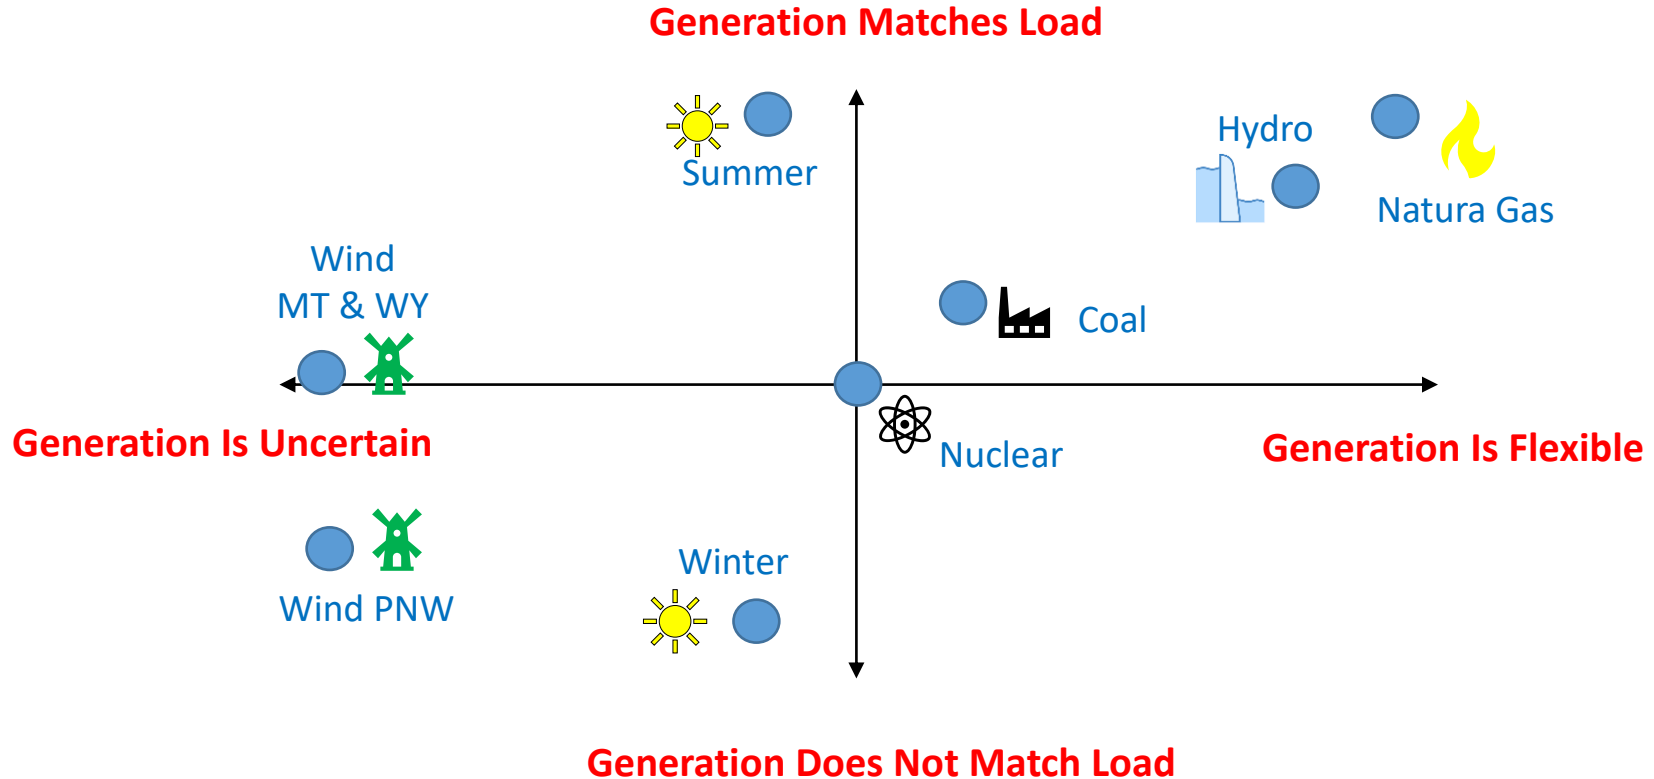 Generation Matches Load
Summer
Hydro
Natura Gas
Wind
MT & WY
Coal
Generation Is Uncertain
Nuclear
Generation Is Flexible
Wind PNW
Winter
Generation Does Not Match Load